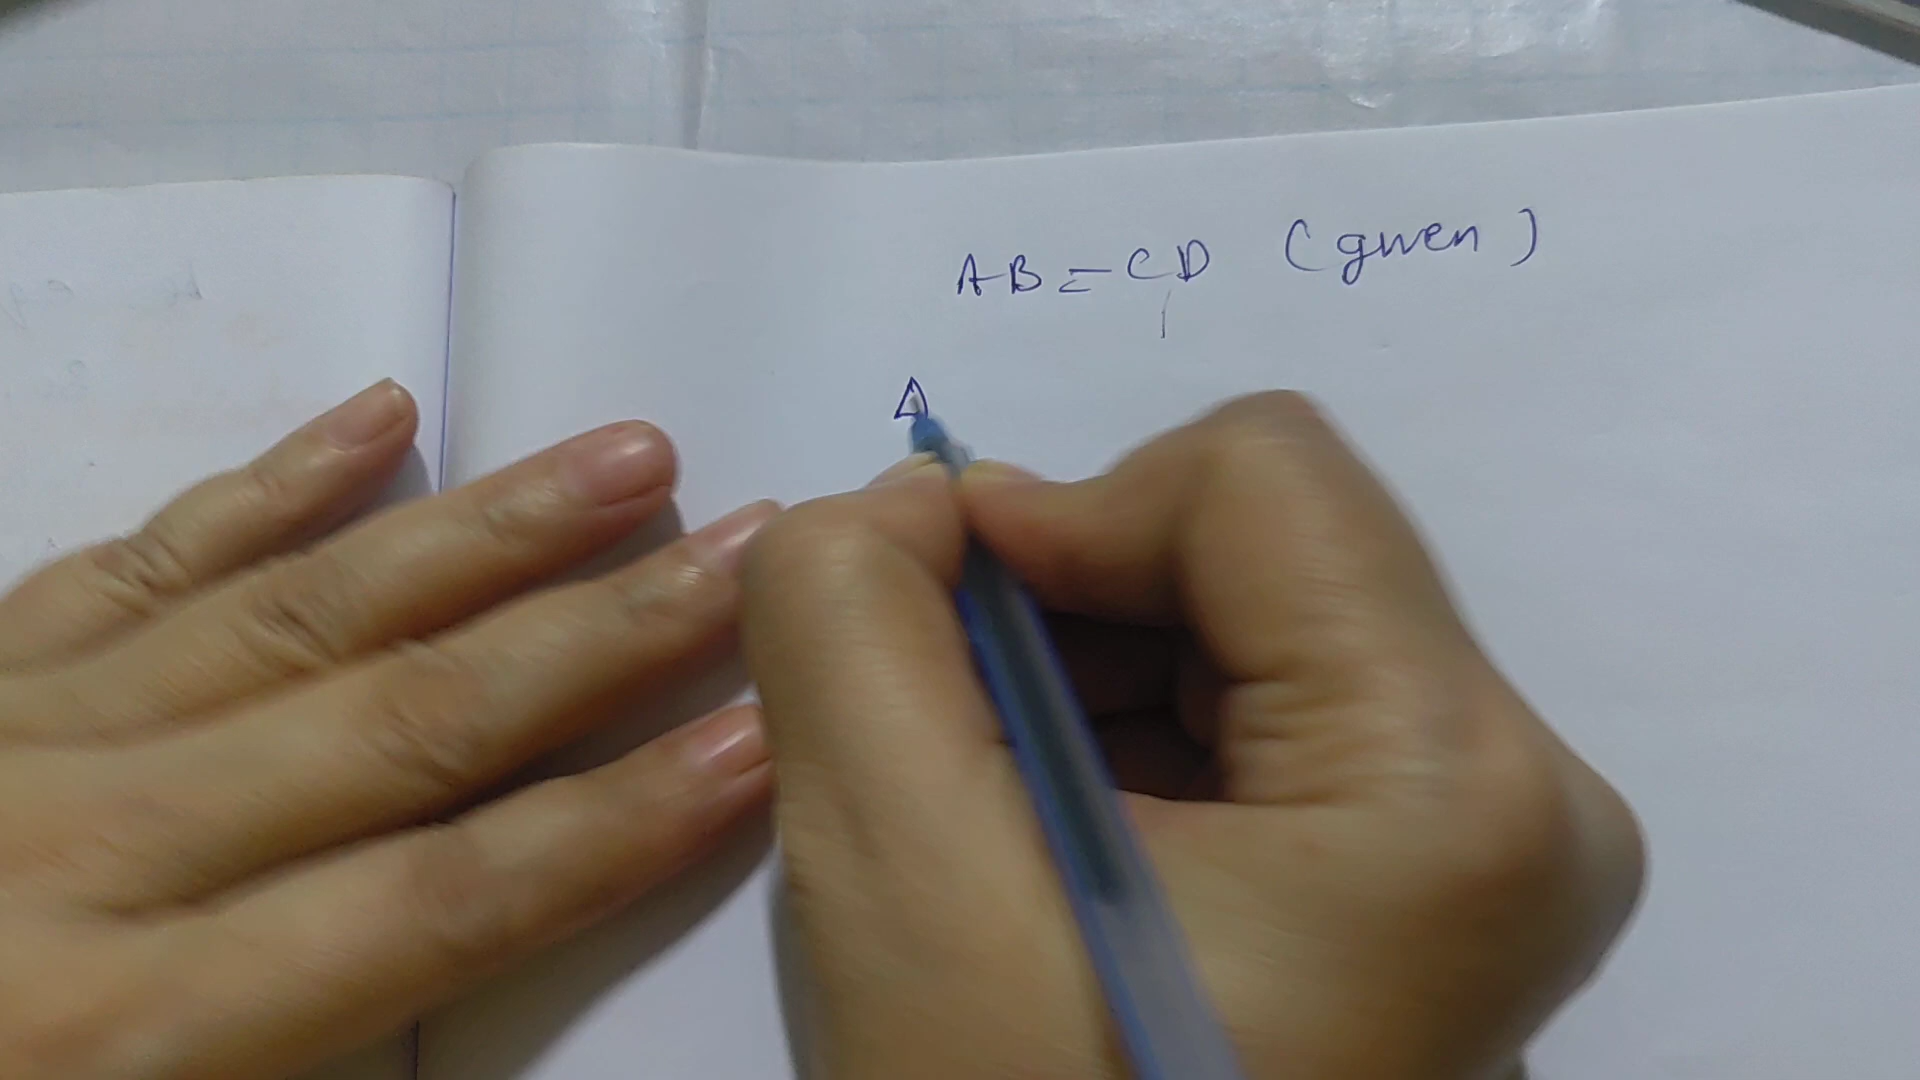 AB = CD (given)
Δ